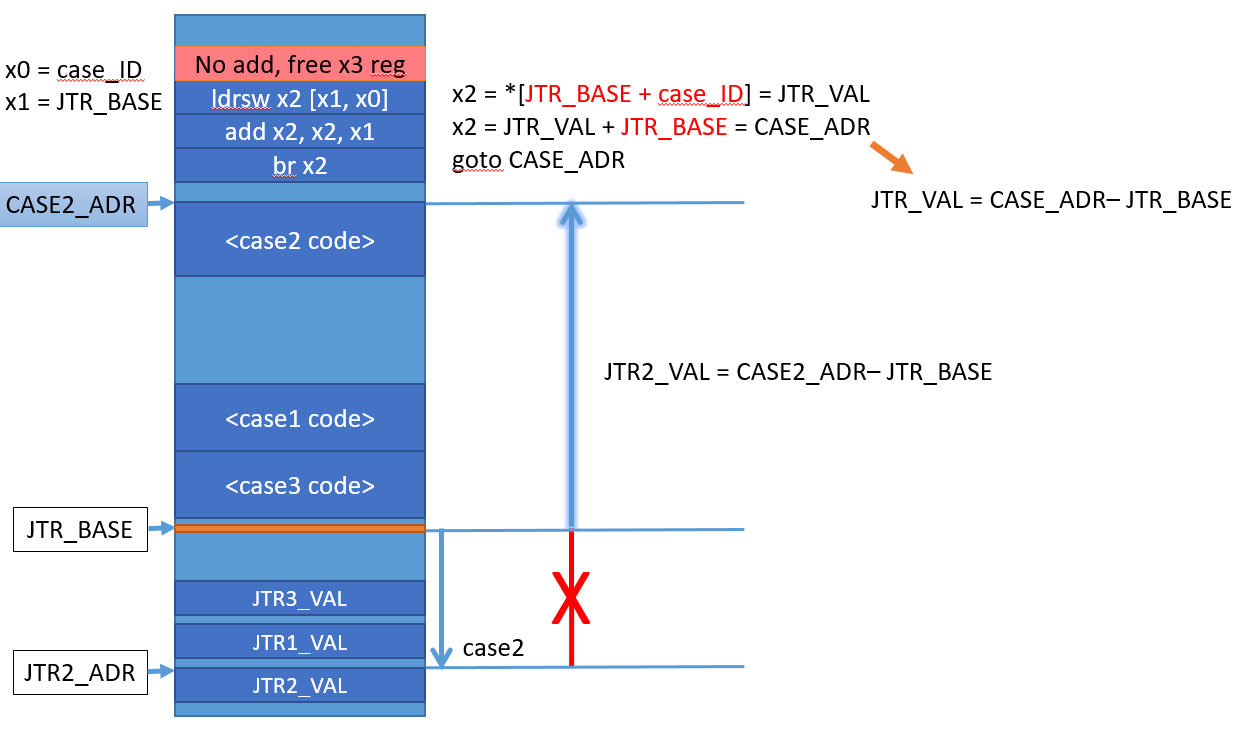 No add, free x3 reg
x0 = case_ID
x1 = JTR_BASE
ldrsw x2 [x1, x0]
add x2, x2, x1
br x2
x2 = *[JTR_BASE + case_ID] = JTR_VAL
x2 = JTR_VAL + JTR_BASE = CASE_ADR
goto CASE_ADR
JTR_VAL = CASE_ADR– JTR_BASE
CASE2_ADR
<case2 code>
JTR2_VAL = CASE2_ADR– JTR_BASE
<case1 code>
<case3 code>
JTR_BASE
JTR3_VAL
JTR1_VAL
case2
JTR2_ADR
JTR2_VAL